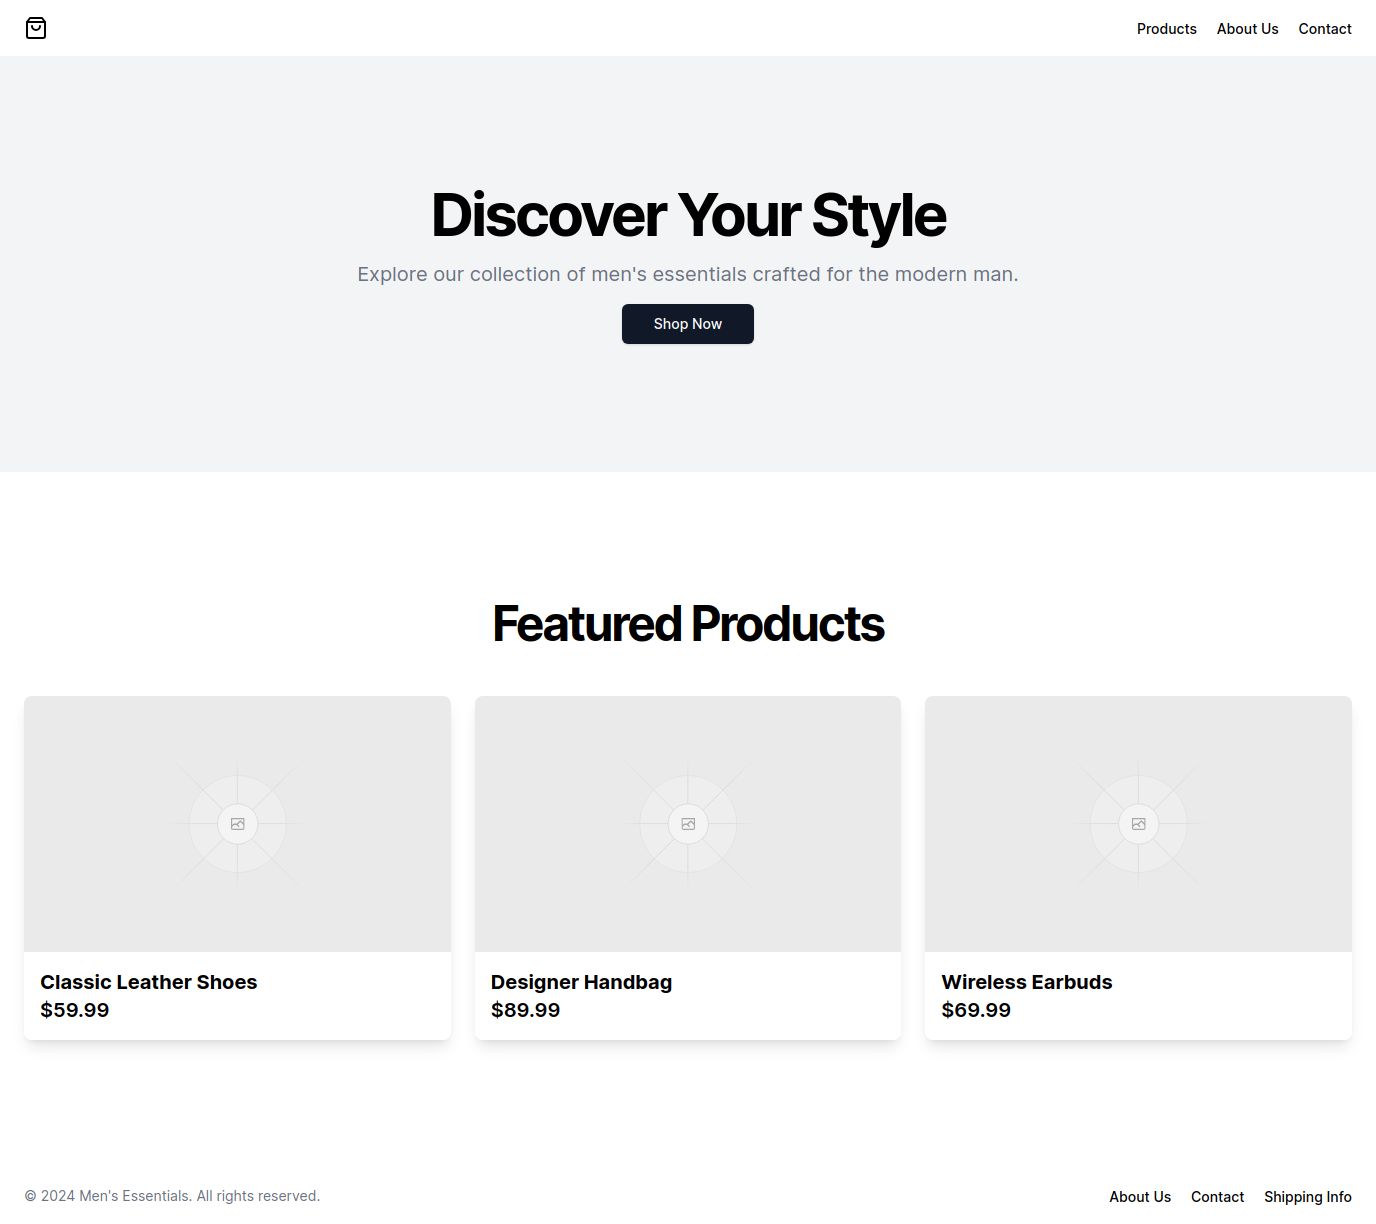 Products About Us Contact
Discover Your Style
Explore our collection of men's essentials crafted for the modern man.
Shop Now
Featured Products
Classic Leather Shoes
$59.99
Designer Handbag
$89.99
Wireless Earbuds
$69.99
© 2024 Men's Essentials. All rights reserved.
About Us Contact Shipping Info